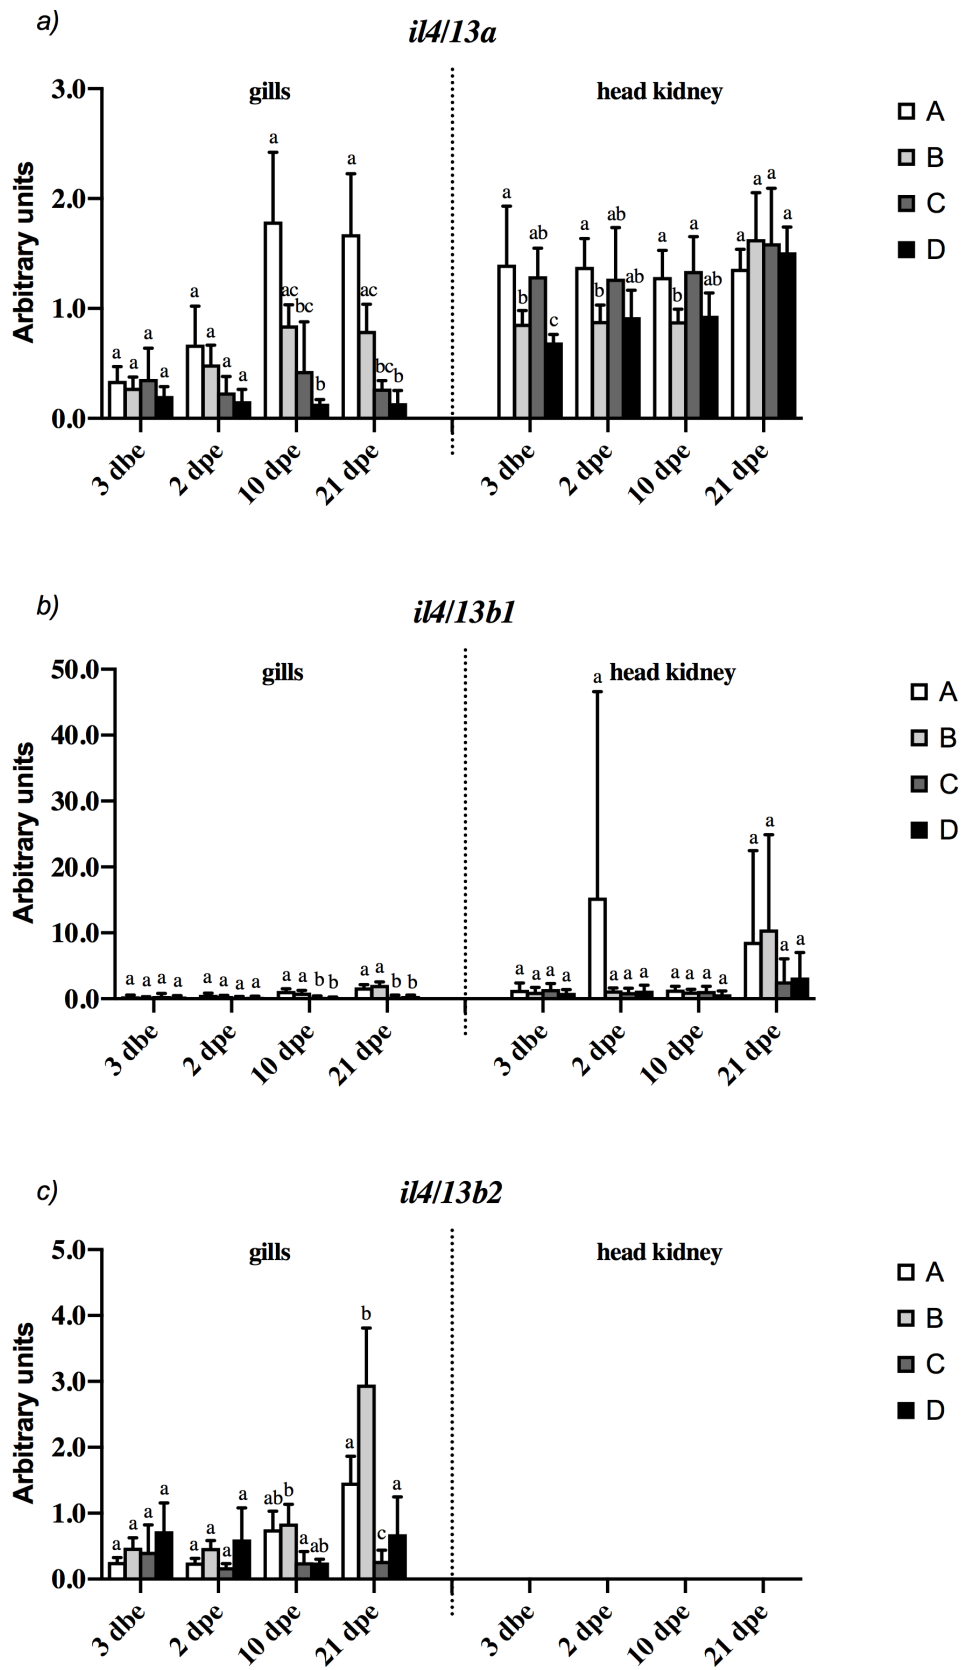 a)
il4/13a
gills
head kidney
Arbitrary units
3.0
2.0
1.0
0.0
a a a a
a a a a
a ac bc b
a ac bc b
a b ab c
a b ab ab
a b a ab
a a a a
3 dbe
2 dpe
10 dpe
21 dpe
3 dbe
2 dpe
10 dpe
21 dpe
A
B
C
D
b)
il4/13b1
gills
head kidney
Arbitrary units
50.0
40.0
30.0
20.0
10.0
0.0
a a a a
a a a a
a a b b
a a b b
a a a a
a a a a
a a a a
a a a a
3 dbe
2 dpe
10 dpe
21 dpe
3 dbe
2 dpe
10 dpe
21 dpe
A
B
C
D
c)
il4/13b2
gills
head kidney
Arbitrary units
5.0
4.0
3.0
2.0
1.0
0.0
a a a a
a a a a
ab b a ab
a b c a
3 dbe
2 dpe
10 dpe
21 dpe
3 dbe
2 dpe
10 dpe
21 dpe
A
B
C
D